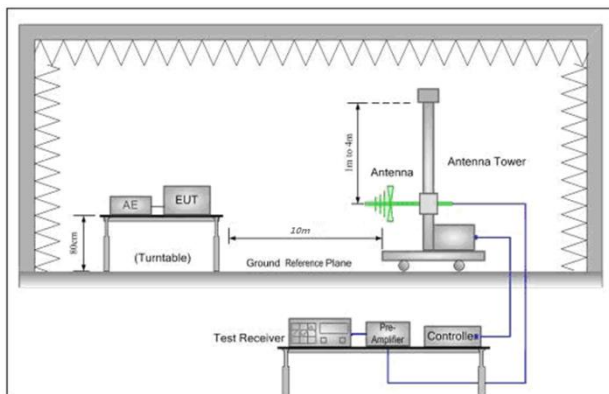 1m to 4m
Antenna
Antenna Tower
AE
EUT
80cm
(Turntable)
10m
Ground Reference Plane
Test Receiver
Pre-
Amplifier
Controller